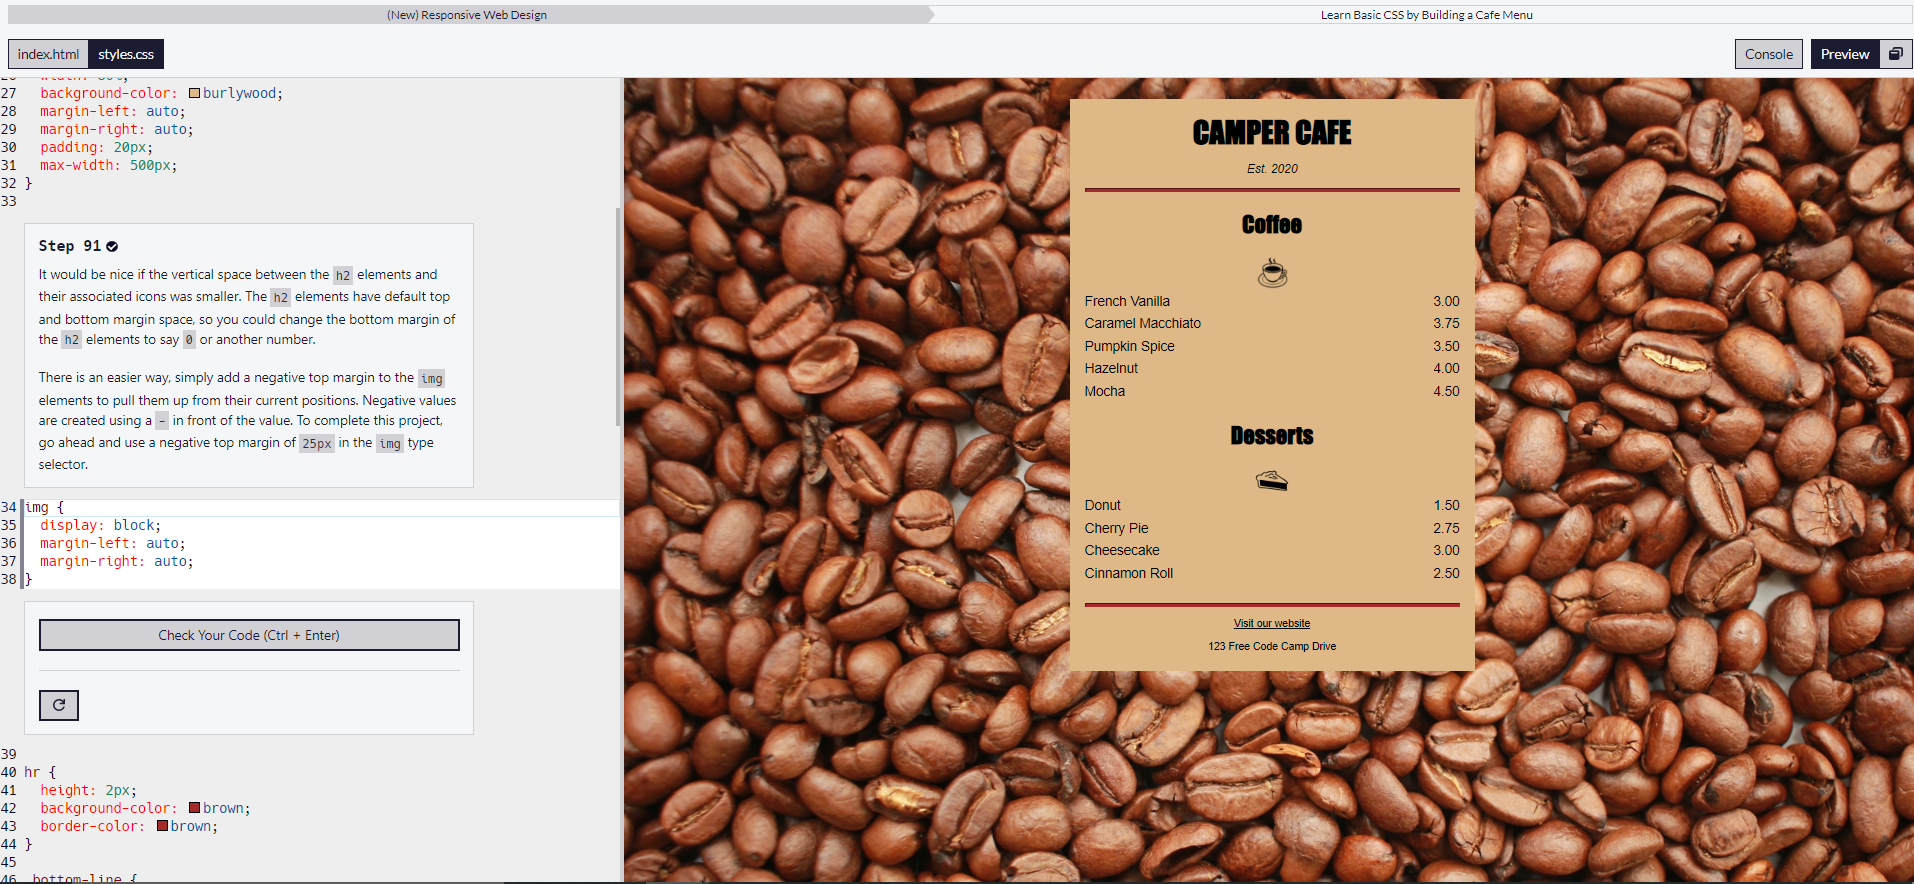 (New) Responsive Web Design
Learn Basic CSS by Building a Cafe Menu
index.html
styles.css
Console
Preview
27 background-color: burlywood;
28 margin-left: auto;
29 margin-right: auto;
30 padding: 20px;
31 max-width: 500px;
32 }
33
Step 91
It would be nice if the vertical space between the h2 elements and
their associated icons was smaller. The h2 elements have default top
and bottom margin space, so you could change the bottom margin of
the h2 elements to say 0 or another number.
There is an easier way, simply add a negative top margin to the img
elements to pull them up from their current positions. Negative values
are created using a - in front of the value. To complete this project,
go ahead and use a negative top margin of 25px in the img type
selector.
34 img {
35 display: block;
36 margin-left: auto;
37 margin-right: auto;
38 }
Check Your Code (Ctrl + Enter)
39
40 hr {
41 height: 2px;
42 background-color: brown;
43 border-color: brown;
44 }
45
46 .bottom-line {
CAMPER CAFE
Est. 2020
Coffee
French Vanilla 3.00
Caramel Macchiato 3.75
Pumpkin Spice 3.50
Hazelnut 4.00
Mocha 4.50
Desserts
Donut 1.50
Cherry Pie 2.75
Cheesecake 3.00
Cinnamon Roll 2.50
Visit our website
123 Free Code Camp Drive